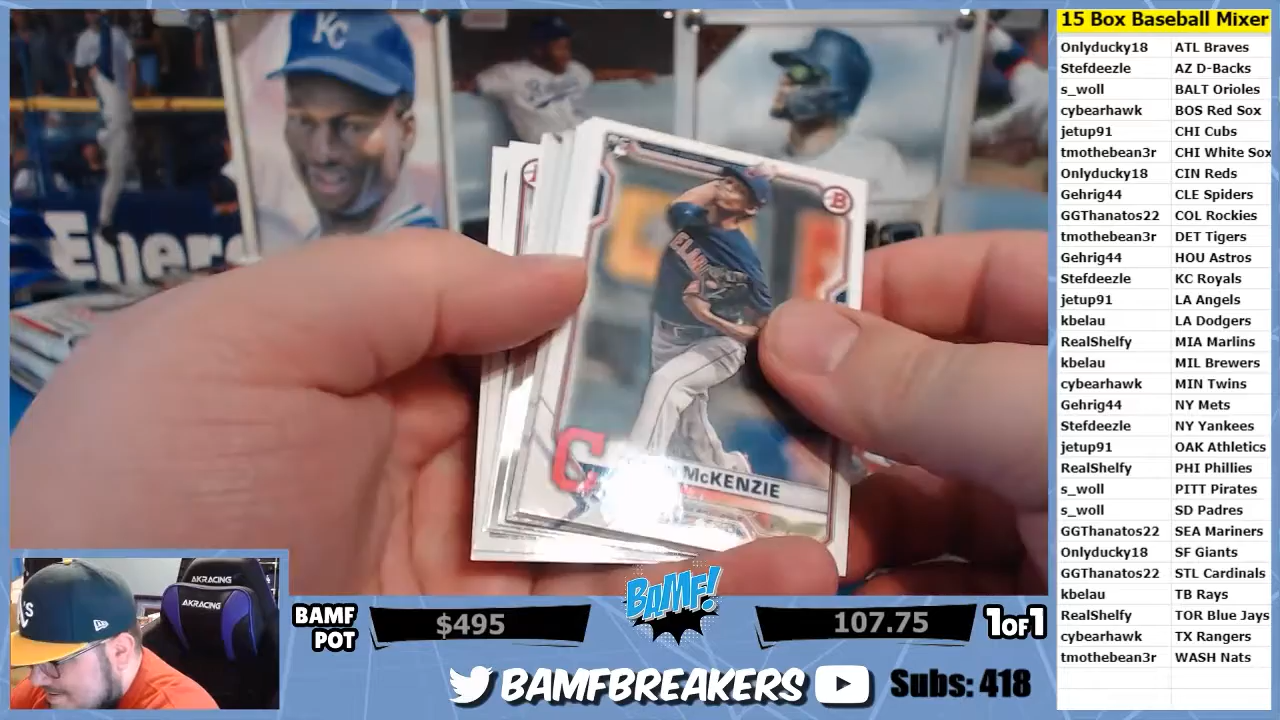 KC
Energ
B
C
McKENZIE
15 Box Baseball Mixer
Onlyducky18 ATL Braves
Stefdeezle AZ D-Backs
s_woll BALT Orioles
cybearhawk BOS Red Sox
jetup91 CHI Cubs
tmothebean3r CHI White Sox
Onlyducky18 CIN Reds
Gehrig44 CLE Spiders
GGThanatos22 COL Rockies
tmothebean3r DET Tigers
Gehrig44 HOU Astros
Stefdeezle KC Royals
jetup91 LA Angels
kbelau LA Dodgers
RealShelfy MIA Marlins
kbelau MIL Brewers
cybearhawk MIN Twins
Gehrig44 NY Mets
Stefdeezle NY Yankees
jetup91 OAK Athletics
RealShelfy PHI Phillies
s_woll PITT Pirates
s_woll SD Padres
GGThanatos22 SEA Mariners
Onlyducky18 SF Giants
GGThanatos22 STL Cardinals
kbelau TB Rays
RealShelfy TOR Blue Jays
cybearhawk TX Rangers
tmothebean3r WASH Nats
AKRACING
AKRACING
BAMF POT
$495
BAMF!
107.75
1OF1
BAMFBREAKERS
Subs: 418